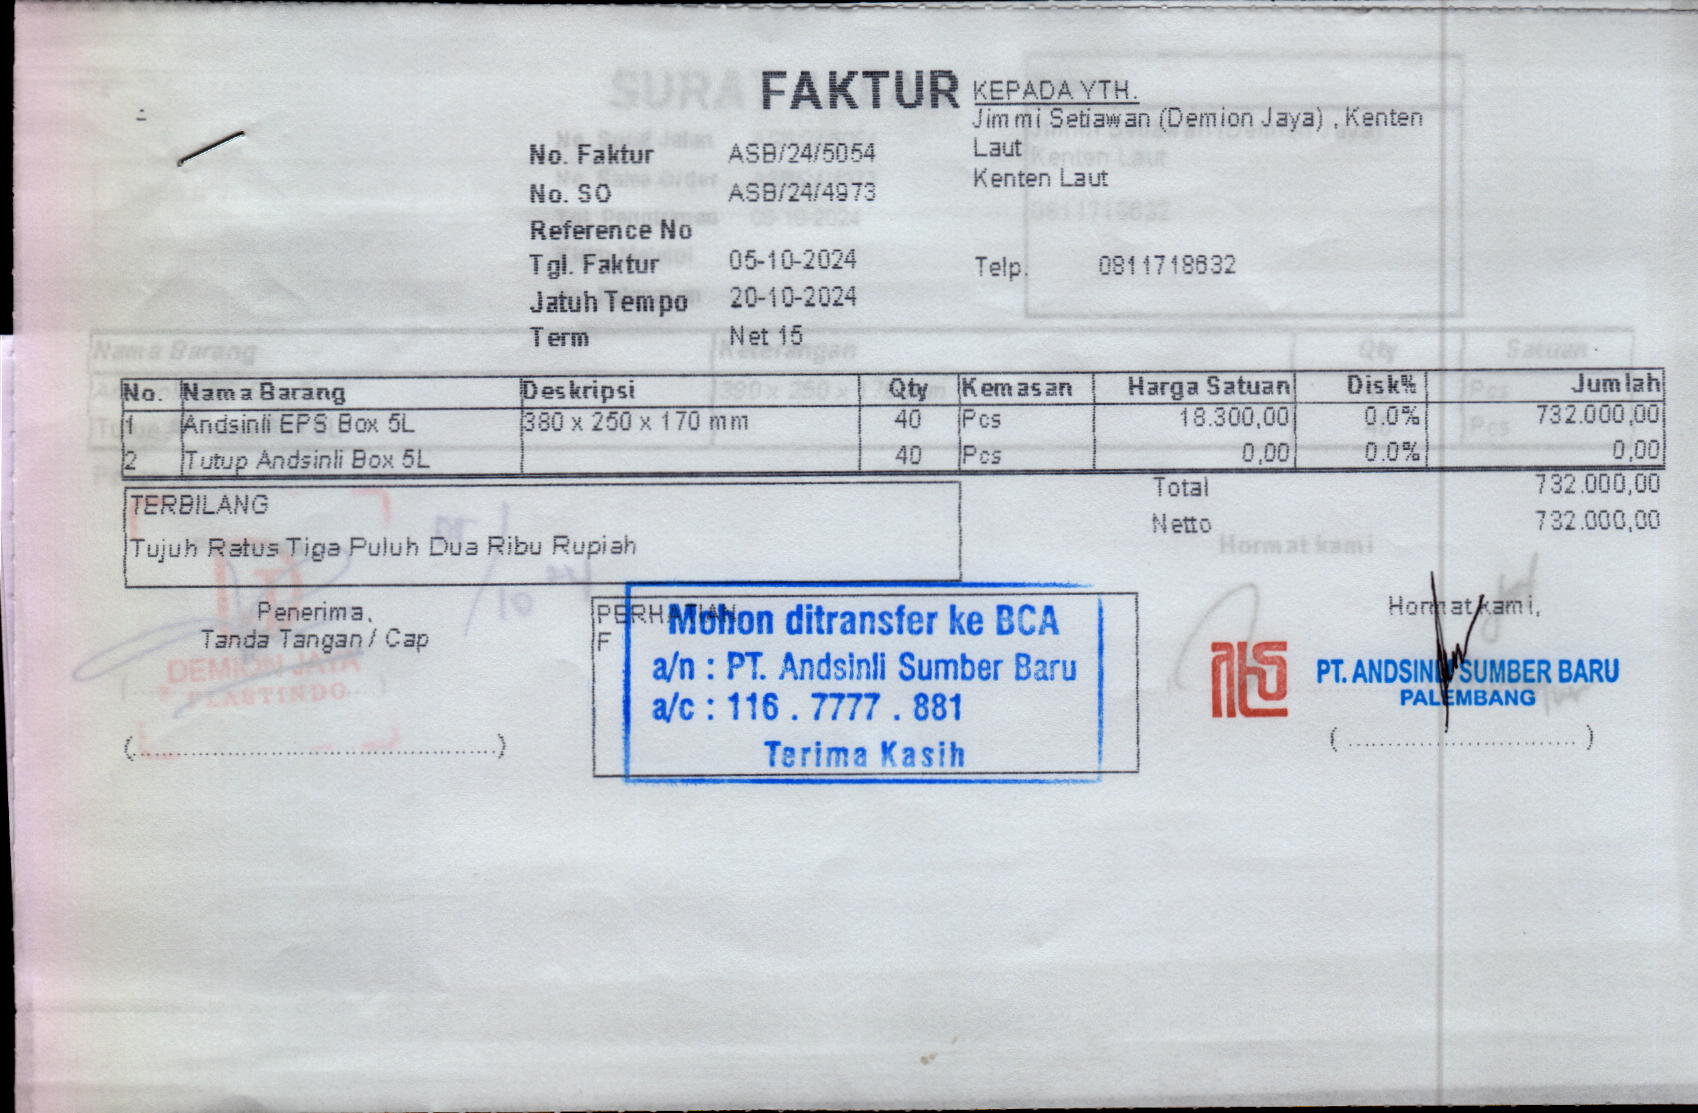 FAKTUR
KEPADA YTH.
Jimmi Setiawan (Demion Jaya) , Kenten
Laut
Kenten Laut
Telp. 0811718632
No. Faktur ASB/24/5054
No. SO ASB/24/4973
Reference No
Tgl. Faktur 05-10-2024
Jatuh Tempo 20-10-2024
Term Net 15
No. Nama Barang Deskripsi Qty Kemasan Harga Satuan Disk% Jumlah
1 Andsinli EPS Box 5L 380 x 250 x 170 mm 40 Pcs 18.300,00 0.0% 732.000,00
2 Tutup Andsinli Box 5L 40 Pcs 0,00 0.0% 0,00
Total 732.000,00
Netto 732.000,00
TERBILANG
Tujuh Ratus Tiga Puluh Dua Ribu Rupiah
Penerima,
Tanda Tangan / Cap
DEMION JAYA
PLASTINDO
PERHATIAN
F
Mohon ditransfer ke BCA
a/n : PT. Andsinli Sumber Baru
a/c : 116 . 7777 . 881
Terima Kasih
Hormat kami,
PT. ANDSINLI SUMBER BARU
PALEMBANG